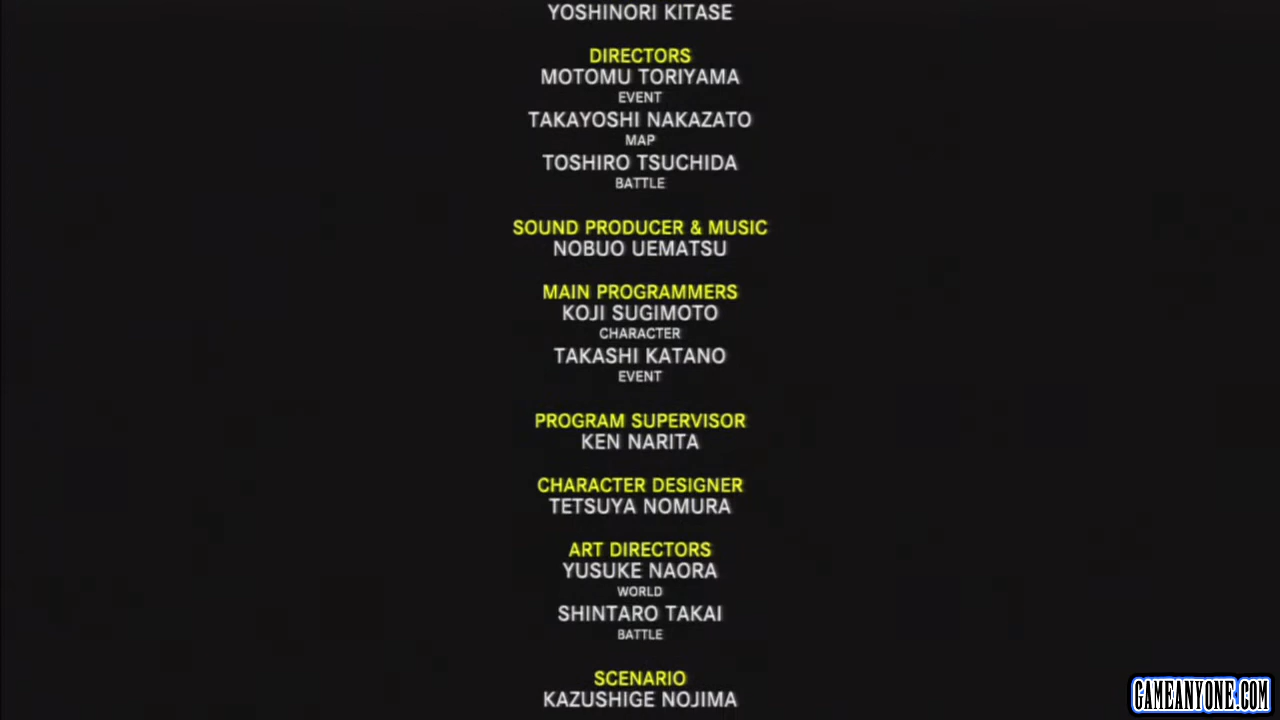 YOSHINORI KITASE
DIRECTORS
MOTOMU TORIYAMA
EVENT
TAKAYOSHI NAKAZATO
MAP
TOSHIRO TSUCHIDA
BATTLE
SOUND PRODUCER & MUSIC
NOBUO UEMATSU
MAIN PROGRAMMERS
KOJI SUGIMOTO
CHARACTER
TAKASHI KATANO
EVENT
PROGRAM SUPERVISOR
KEN NARITA
CHARACTER DESIGNER
TETSUYA NOMURA
ART DIRECTORS
YUSUKE NAORA
WORLD
SHINTARO TAKAI
BATTLE
SCENARIO
KAZUSHIGE NOJIMA
GAMEANYONE.COM